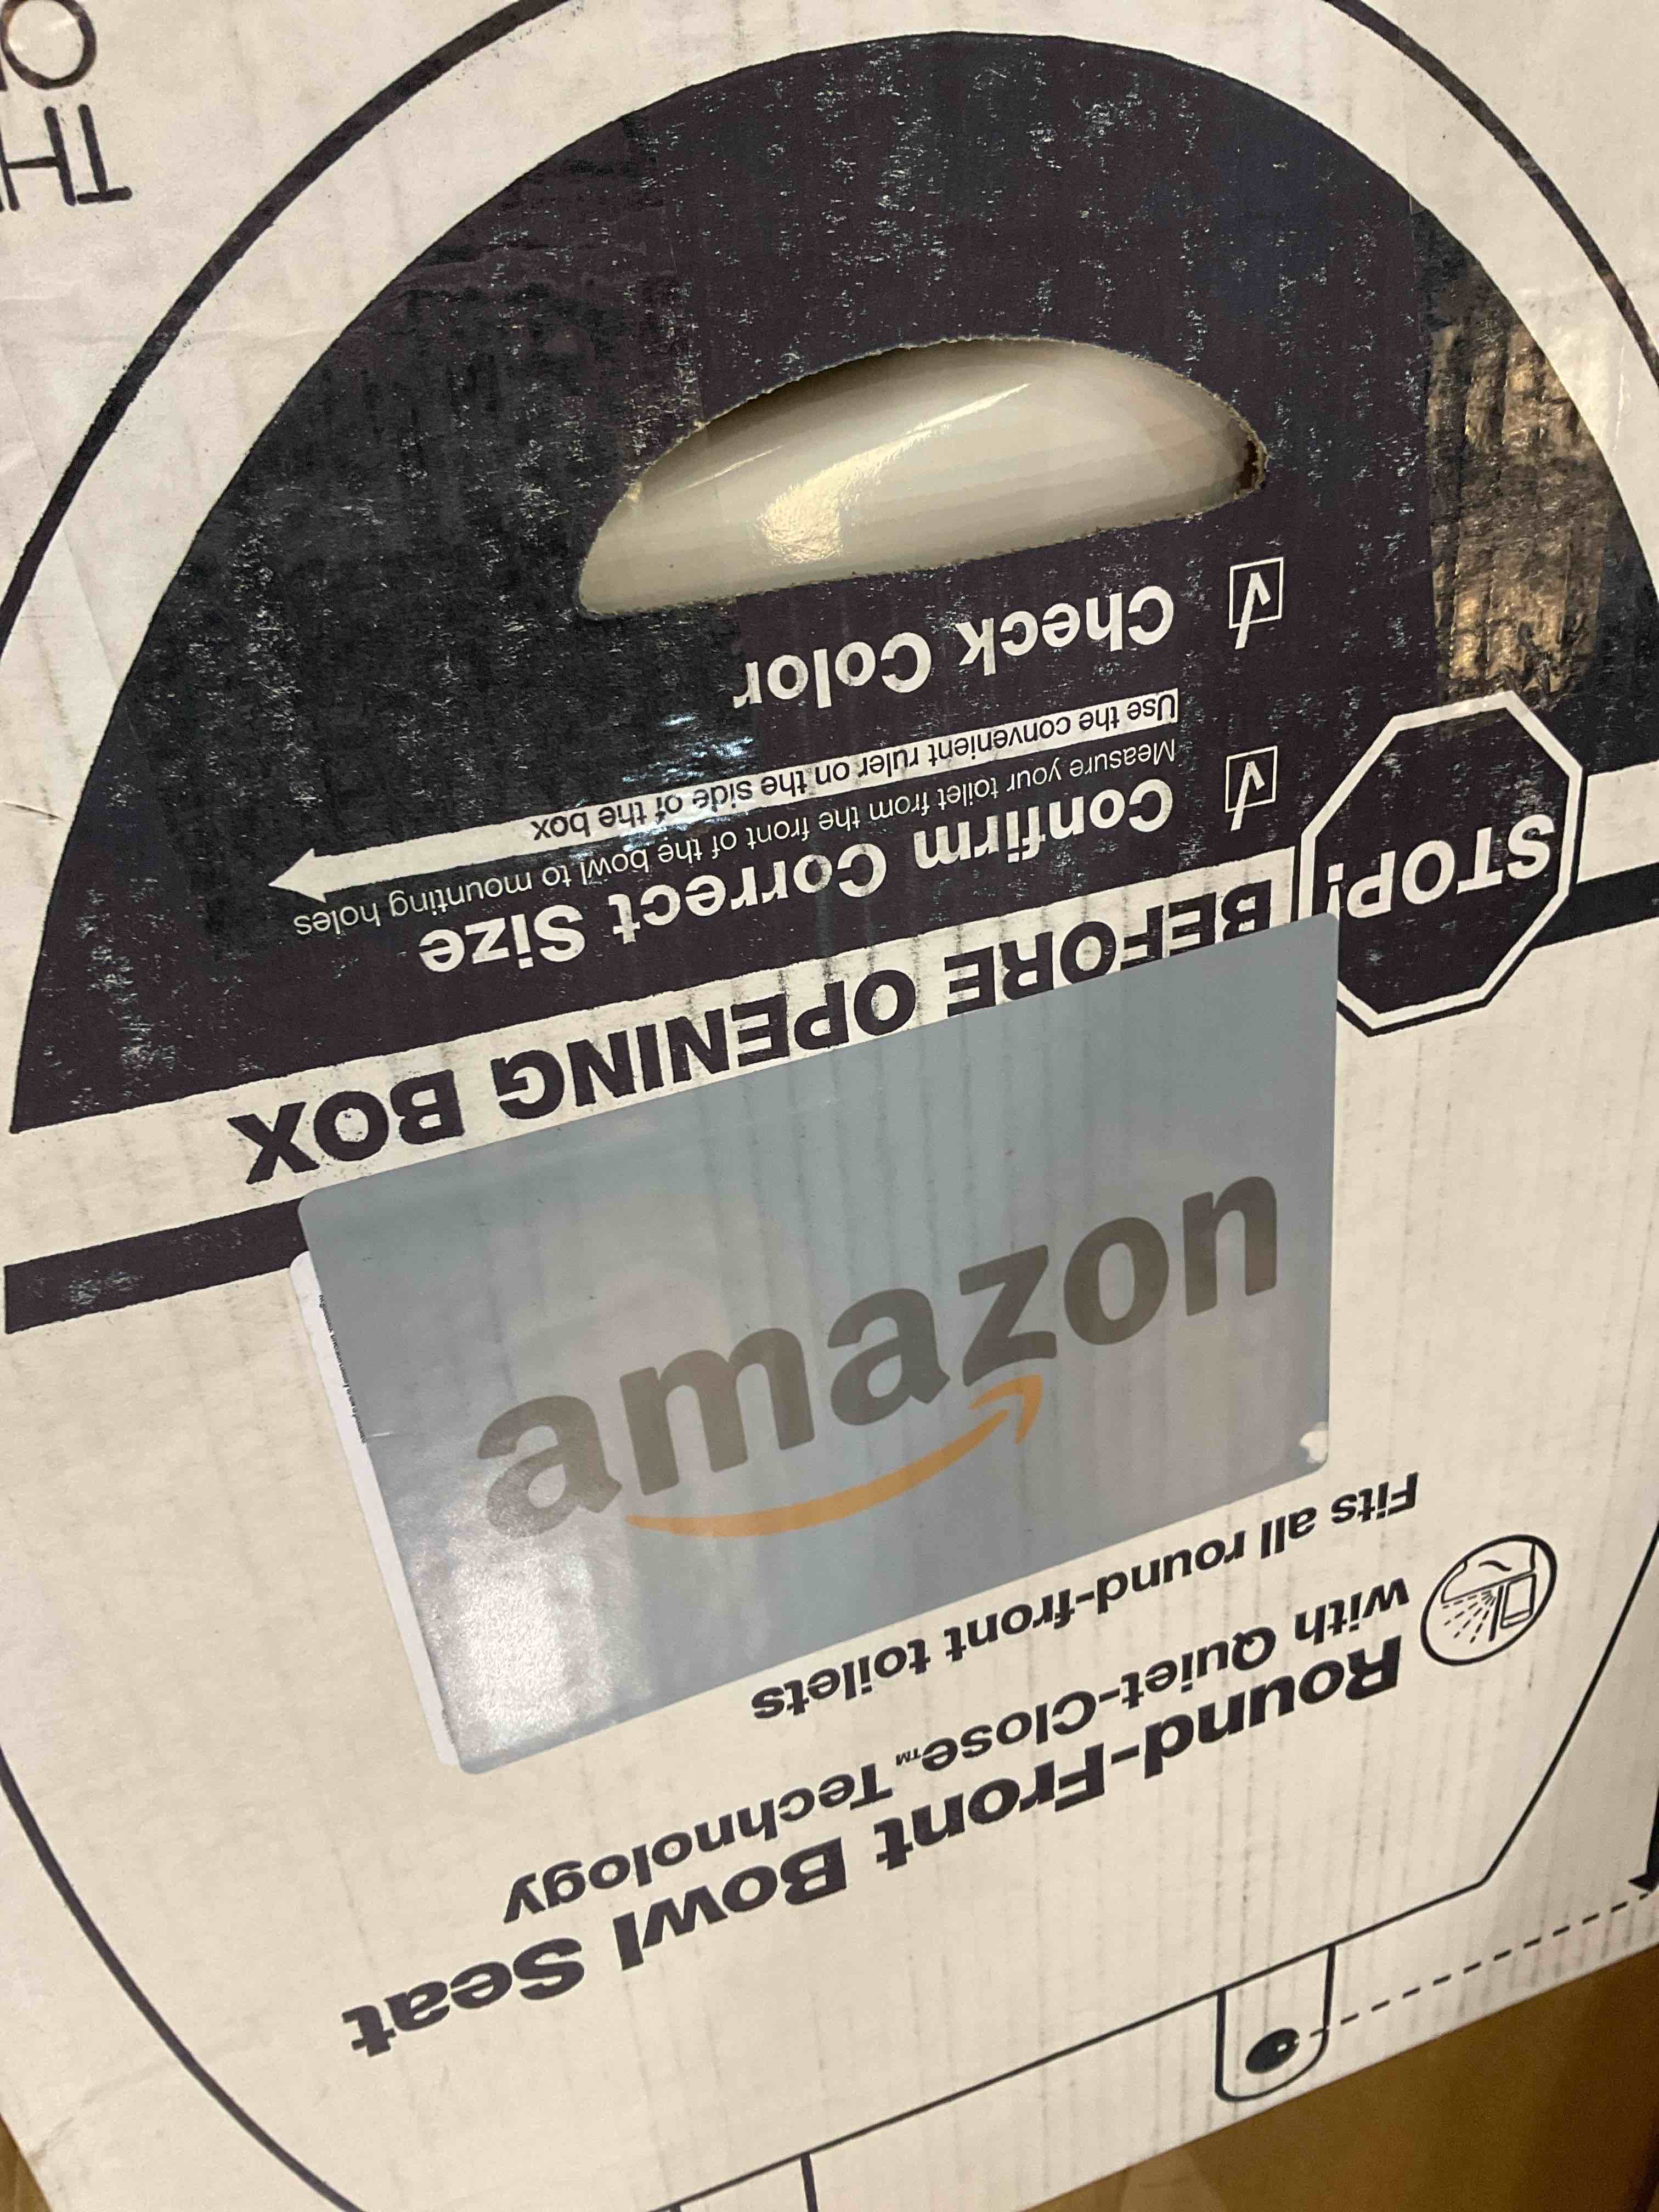 Round-Front Bowl Seat
with Quiet-Close™ Technology
Fits all round-front toilets
amazon
STOP!
BEFORE OPENING BOX
Confirm Correct Size
Measure your toilet from the front of the bowl to mounting holes
Use the convenient ruler on the side of the box
Check Color
TH